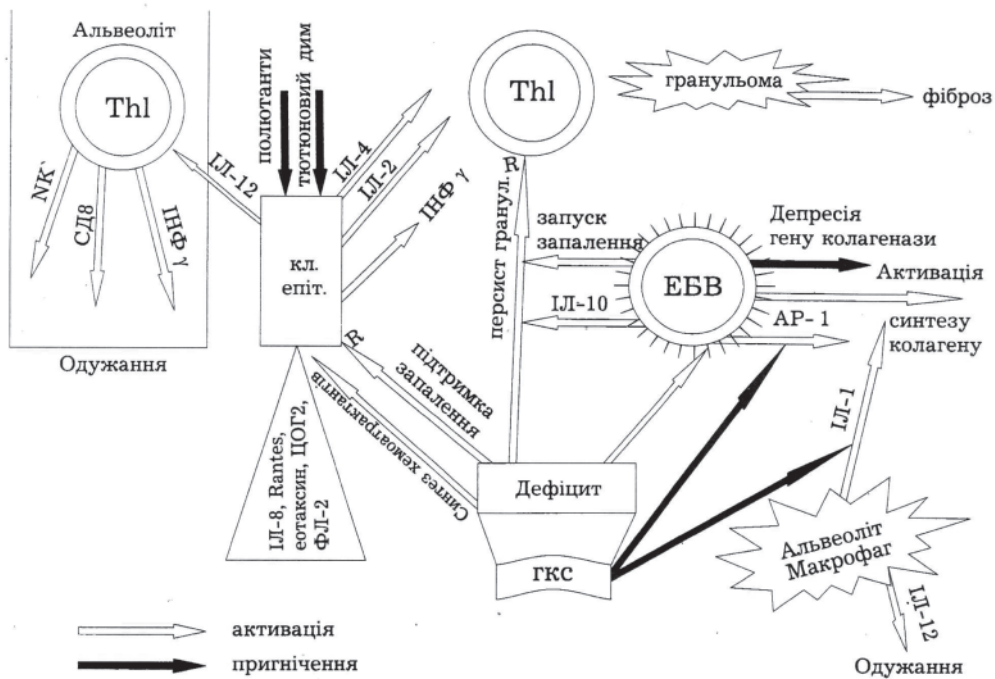 Альвеоліт
Thl
NK
СД8
ІНФ γ
Одужання
ІЛ-12
полютанти
тютюновий дим
ІЛ-4
ІЛ-2
ІНФ γ
кл.
епіт.
R
ІЛ-8, Rantes,
еотаксин, ЦОГ2,
ФЛ-2
підтримка
запалення
Синтез хемоатрактантів
Thl
R
персист гранул.
гранульома
фіброз
запуск
запалення
ІЛ-10
ЕБВ
Депресія
гену колагенази
Активація
синтезу
колагену
АР- 1
ІЛ-1
Дефіцит
ГКС
Альвеоліт
Макрофаг
ІЛ-12
Одужання
активація
пригнічення